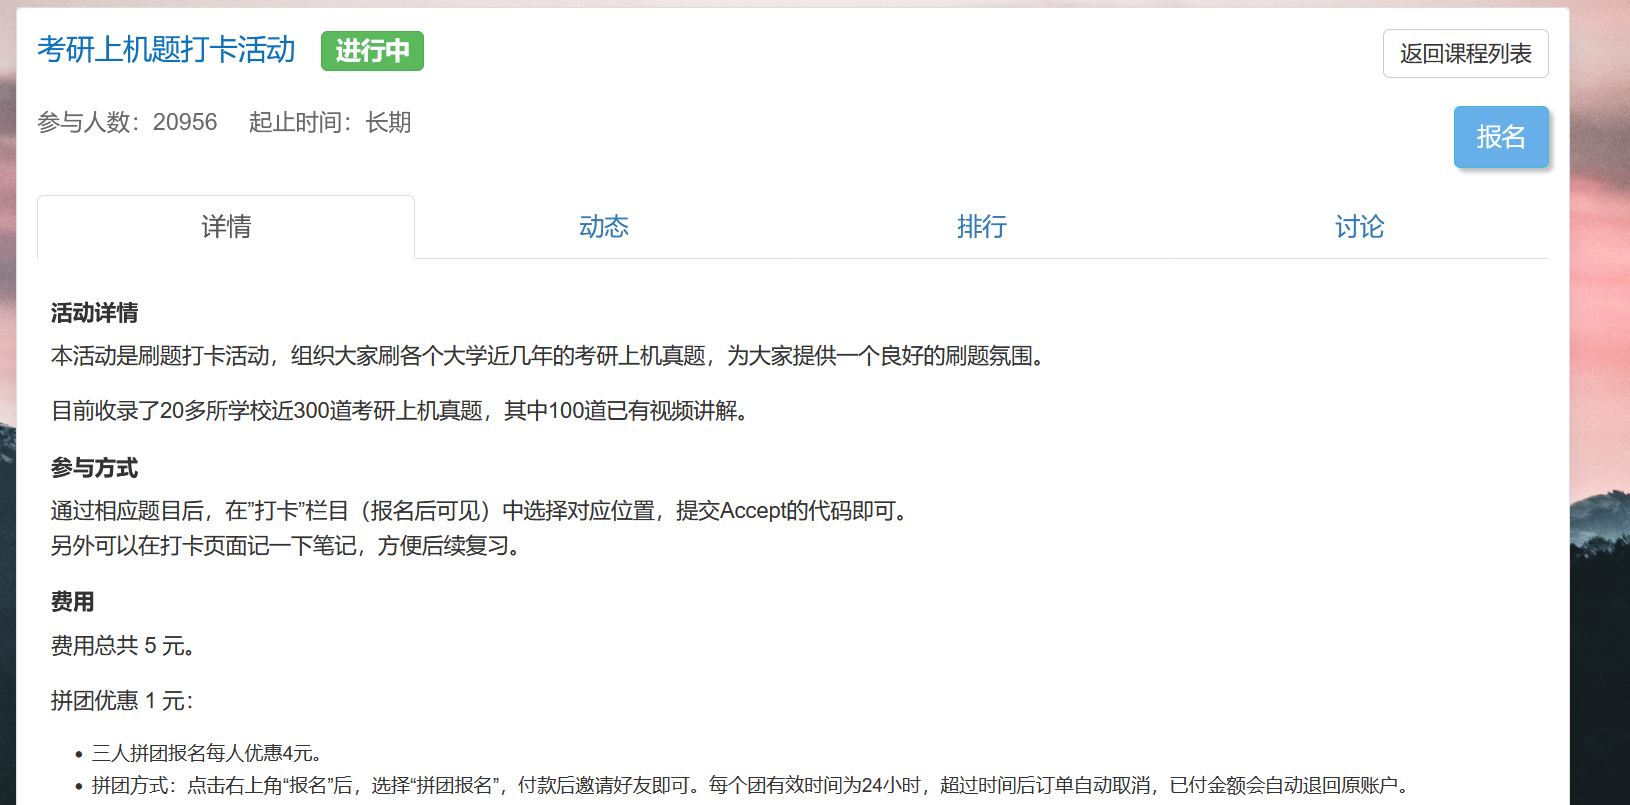 考研上机题打卡活动 进行中 返回课程列表
参与人数：20956 起止时间：长期 报名
详情 动态 排行 讨论
活动详情
本活动是刷题打卡活动，组织大家刷各个大学近几年的考研上机真题，为大家提供一个良好的刷题氛围。
目前收录了20多所学校近300道考研上机真题，其中100道已有视频讲解。
参与方式
通过相应题目后，在”打卡”栏目（报名后可见）中选择对应位置，提交Accept的代码即可。
另外可以在打卡页面记一下笔记，方便后续复习。
费用
费用总共 5 元。
拼团优惠 1 元：
• 三人拼团报名每人优惠4元。
• 拼团方式：点击右上角“报名”后，选择“拼团报名”，付款后邀请好友即可。每个团有效时间为24小时，超过时间后订单自动取消，已付金额会自动退回原账户。